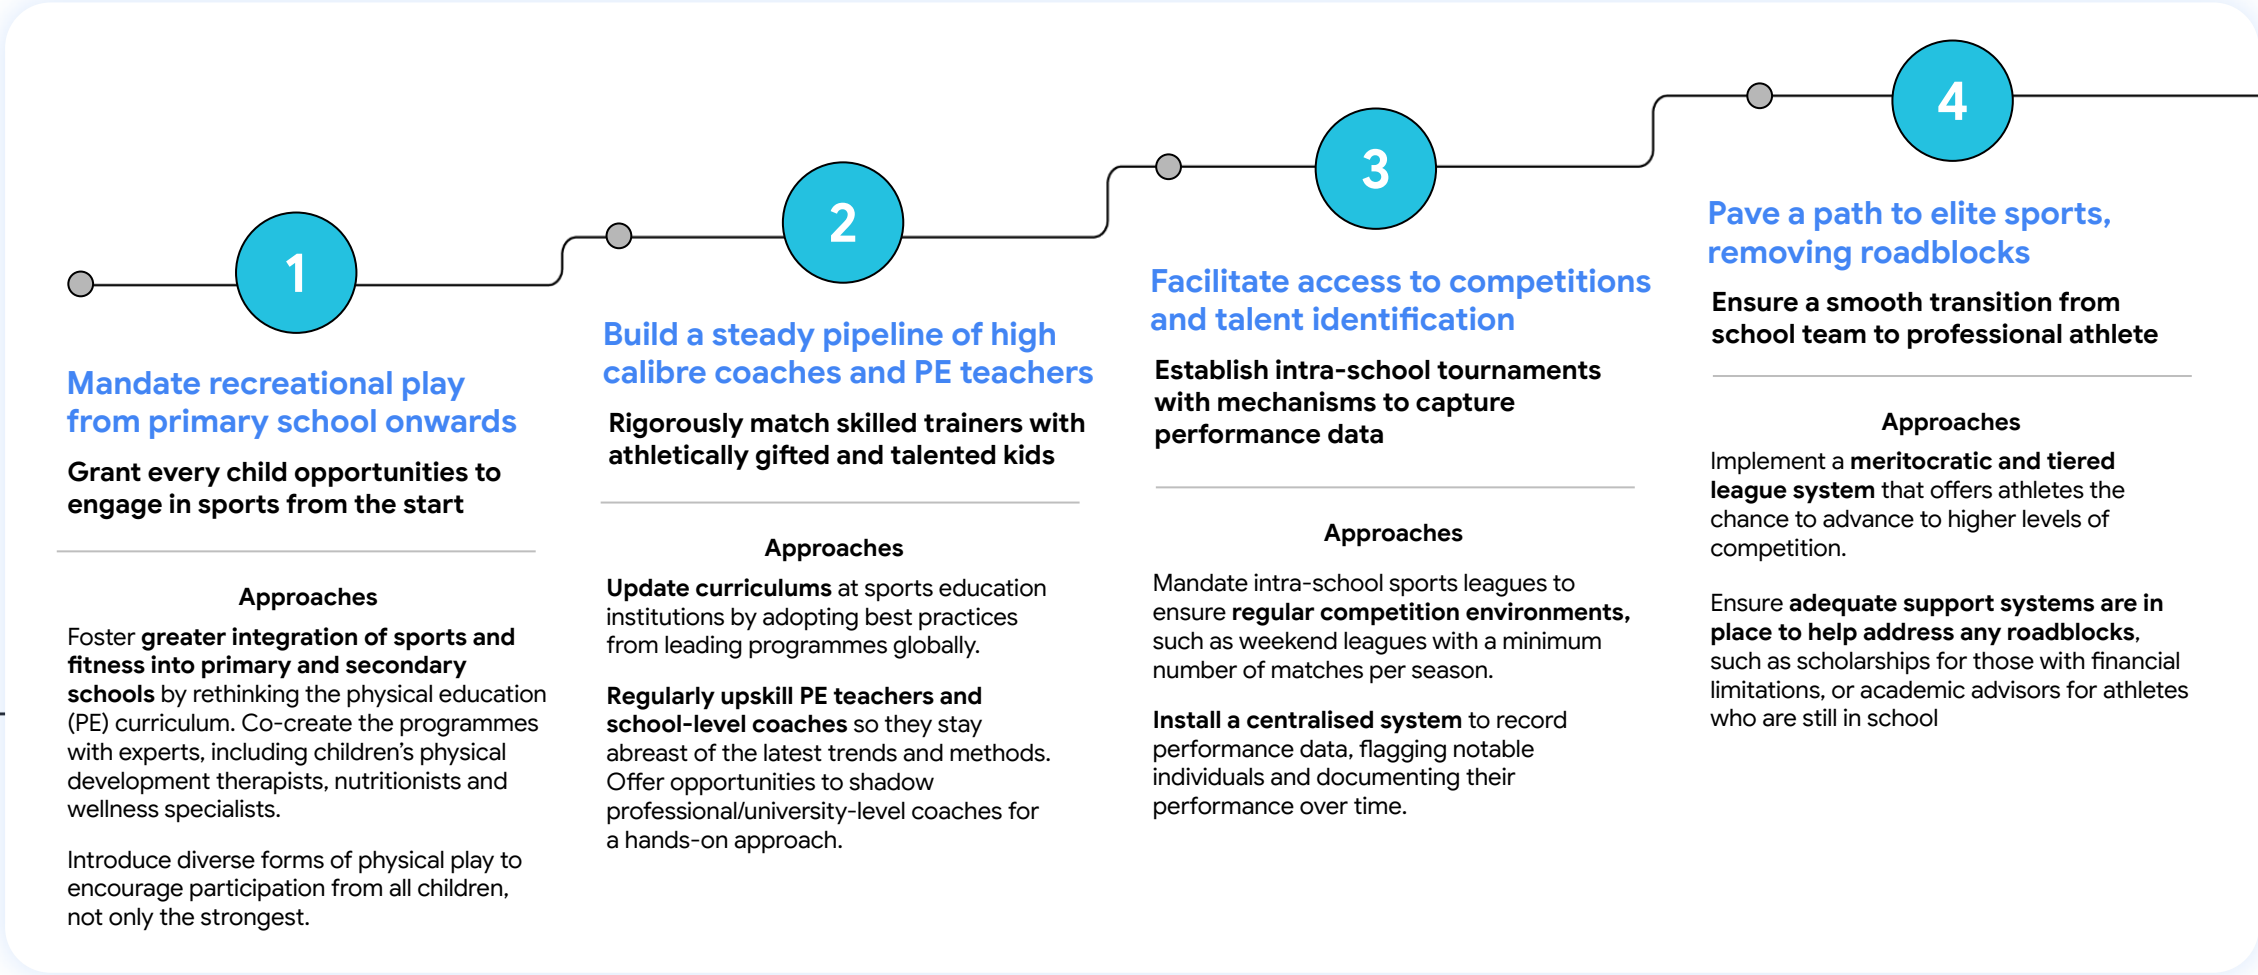 1
Mandate recreational play
from primary school onwards
Grant every child opportunities to
engage in sports from the start
Approaches
Foster greater integration of sports and
fitness into primary and secondary
schools by rethinking the physical education
(PE) curriculum. Co-create the programmes
with experts, including children's physical
development therapists, nutritionists and
wellness specialists.
Introduce diverse forms of physical play to
encourage participation from all children,
not only the strongest.
2
Build a steady pipeline of high
calibre coaches and PE teachers
Rigorously match skilled trainers with
athletically gifted and talented kids
Approaches
Update curriculums at sports education
institutions by adopting best practices
from leading programmes globally.
Regularly upskill PE teachers and
school-level coaches so they stay
abreast of the latest trends and methods.
Offer opportunities to shadow
professional/university-level coaches for
a hands-on approach.
3
Facilitate access to competitions
and talent identification
Establish intra-school tournaments
with mechanisms to capture
performance data
Approaches
Mandate intra-school sports leagues to
ensure regular competition environments,
such as weekend leagues with a minimum
number of matches per season.
Install a centralised system to record
performance data, flagging notable
individuals and documenting their
performance over time.
4
Pave a path to elite sports,
removing roadblocks
Ensure a smooth transition from
school team to professional athlete
Approaches
Implement a meritocratic and tiered
league system that offers athletes the
chance to advance to higher levels of
competition.
Ensure adequate support systems are in
place to help address any roadblocks,
such as scholarships for those with financial
limitations, or academic advisors for athletes
who are still in school